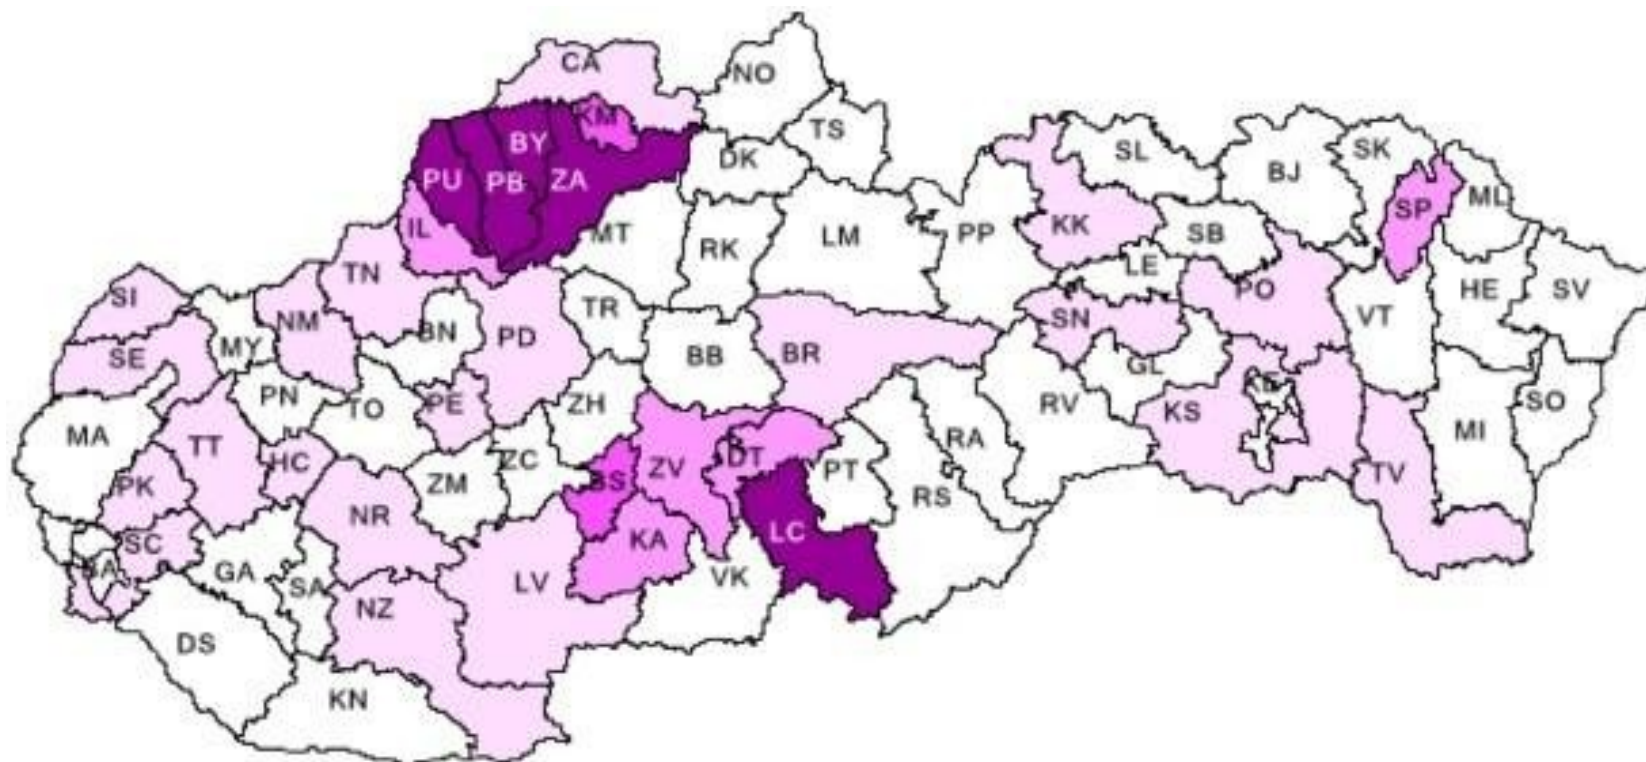 CA
NO
KM
TS
BY
DK
SL
SK
BJ
PU
PB
ZA
ML
SP
IL
MT
RK
LM
PP
KK
SB
LE
TN
SI
PO
HE
SV
NM
BN
TR
SN
VT
SE
MY
PD
BB
BR
GL
PN
TO
PE
ZH
RV
KS
SO
MA
TT
HC
RA
MI
PK
ZM
ZC
BS
ZV
DT
PT
RS
TV
NR
SC
KA
LC
BA
GA
SA
LV
VK
NZ
DS
KN